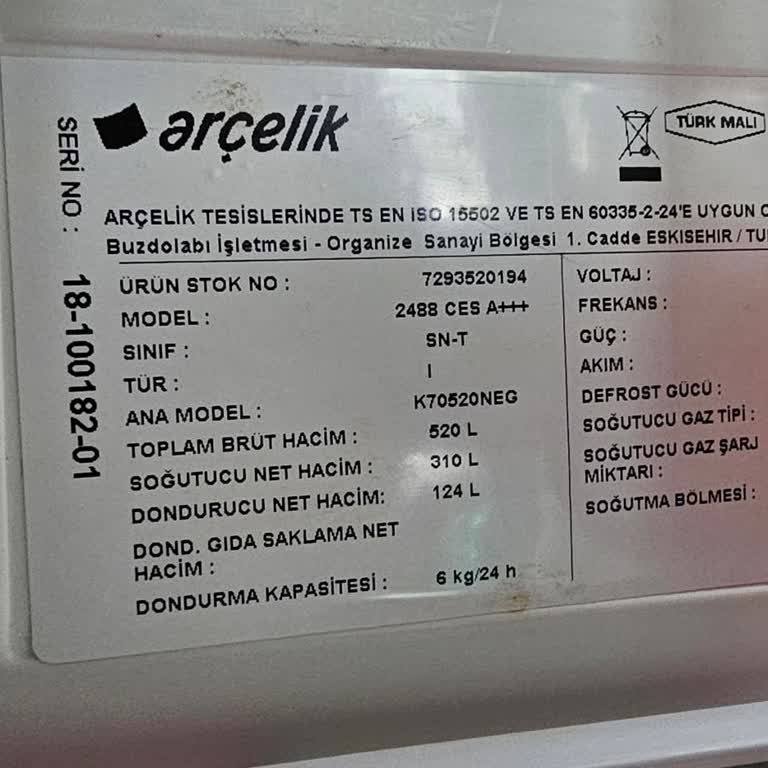 arçelik
TÜRK MALI
SERİ NO : 18-100182-01
ARÇELİK TESİSLERİNDE TS EN ISO 15502 VE TS EN 60335-2-24'E UYGUN
Buzdolabı İşletmesi - Organize Sanayi Bölgesi 1. Cadde ESKISEHIR / TU
ÜRÜN STOK NO : 7293520194
MODEL : 2488 CES A+++
SINIF : SN-T
TÜR : I
ANA MODEL : K70520NEG
TOPLAM BRÜT HACİM : 520 L
SOĞUTUCU NET HACİM : 310 L
DONDURUCU NET HACİM: 124 L
DOND. GIDA SAKLAMA NET
HACİM :
DONDURMA KAPASİTESİ : 6 kg/24 h
VOLTAJ :
FREKANS :
GÜÇ :
AKIM :
DEFROST GÜCÜ :
SOĞUTUCU GAZ TİPİ :
SOĞUTUCU GAZ ŞARJ
MİKTARI :
SOĞUTMA BÖLMESİ :